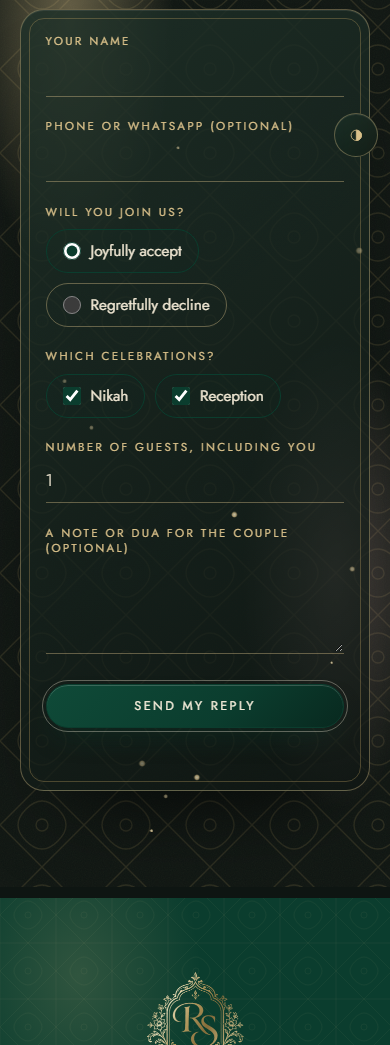 YOUR NAME
PHONE OR WHATSAPP (OPTIONAL)
WILL YOU JOIN US?
Joyfully accept
Regretfully decline
WHICH CELEBRATIONS?
Nikah Reception
NUMBER OF GUESTS, INCLUDING YOU
1
A NOTE OR DUA FOR THE COUPLE
(OPTIONAL)
SEND MY REPLY
RS